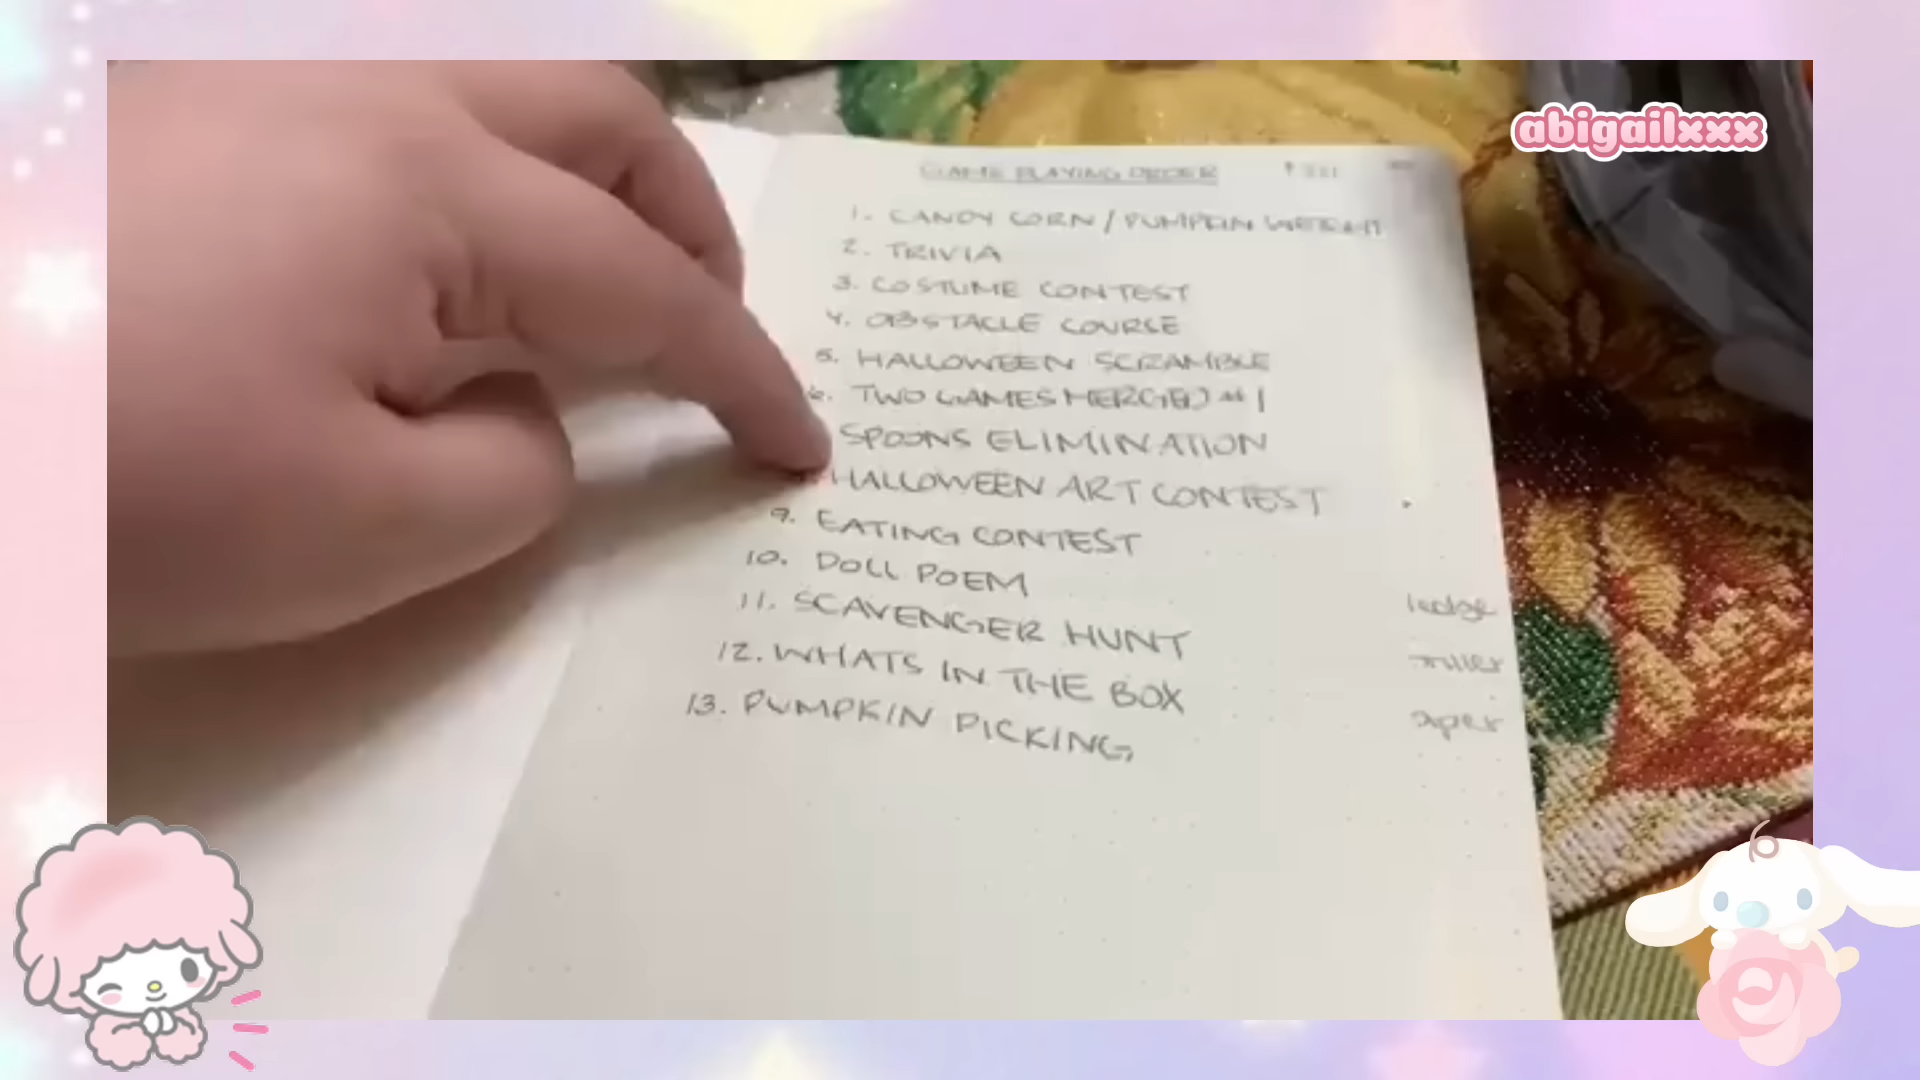 abigailxxx
GAME PLAYING ORDER
1. CANDY CORN / PUMPKIN WEIGHT
2. TRIVIA
3. COSTUME CONTEST
4. OBSTACLE COURSE
5. HALLOWEEN SCRAMBLE
6. TWO GAMES MERGED #1
SPOONS ELIMINATION
HALLOWEEN ART CONTEST
9. EATING CONTEST
10. DOLL POEM
11. SCAVENGER HUNT
12. WHATS IN THE BOX
13. PUMPKIN PICKING